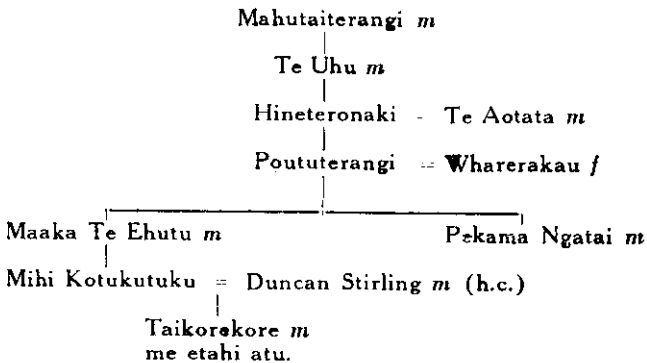 Mahutaiterangi m
Te Uhu m
Hineteronaki - Te Aotata m
Poututerangi = Wharerakau f
Maaka Te Ehutu m Pekama Ngatai m
Mihi Kotukutuku = Duncan Stirling m (h.c.)
Taikorekore m
me etahi atu.